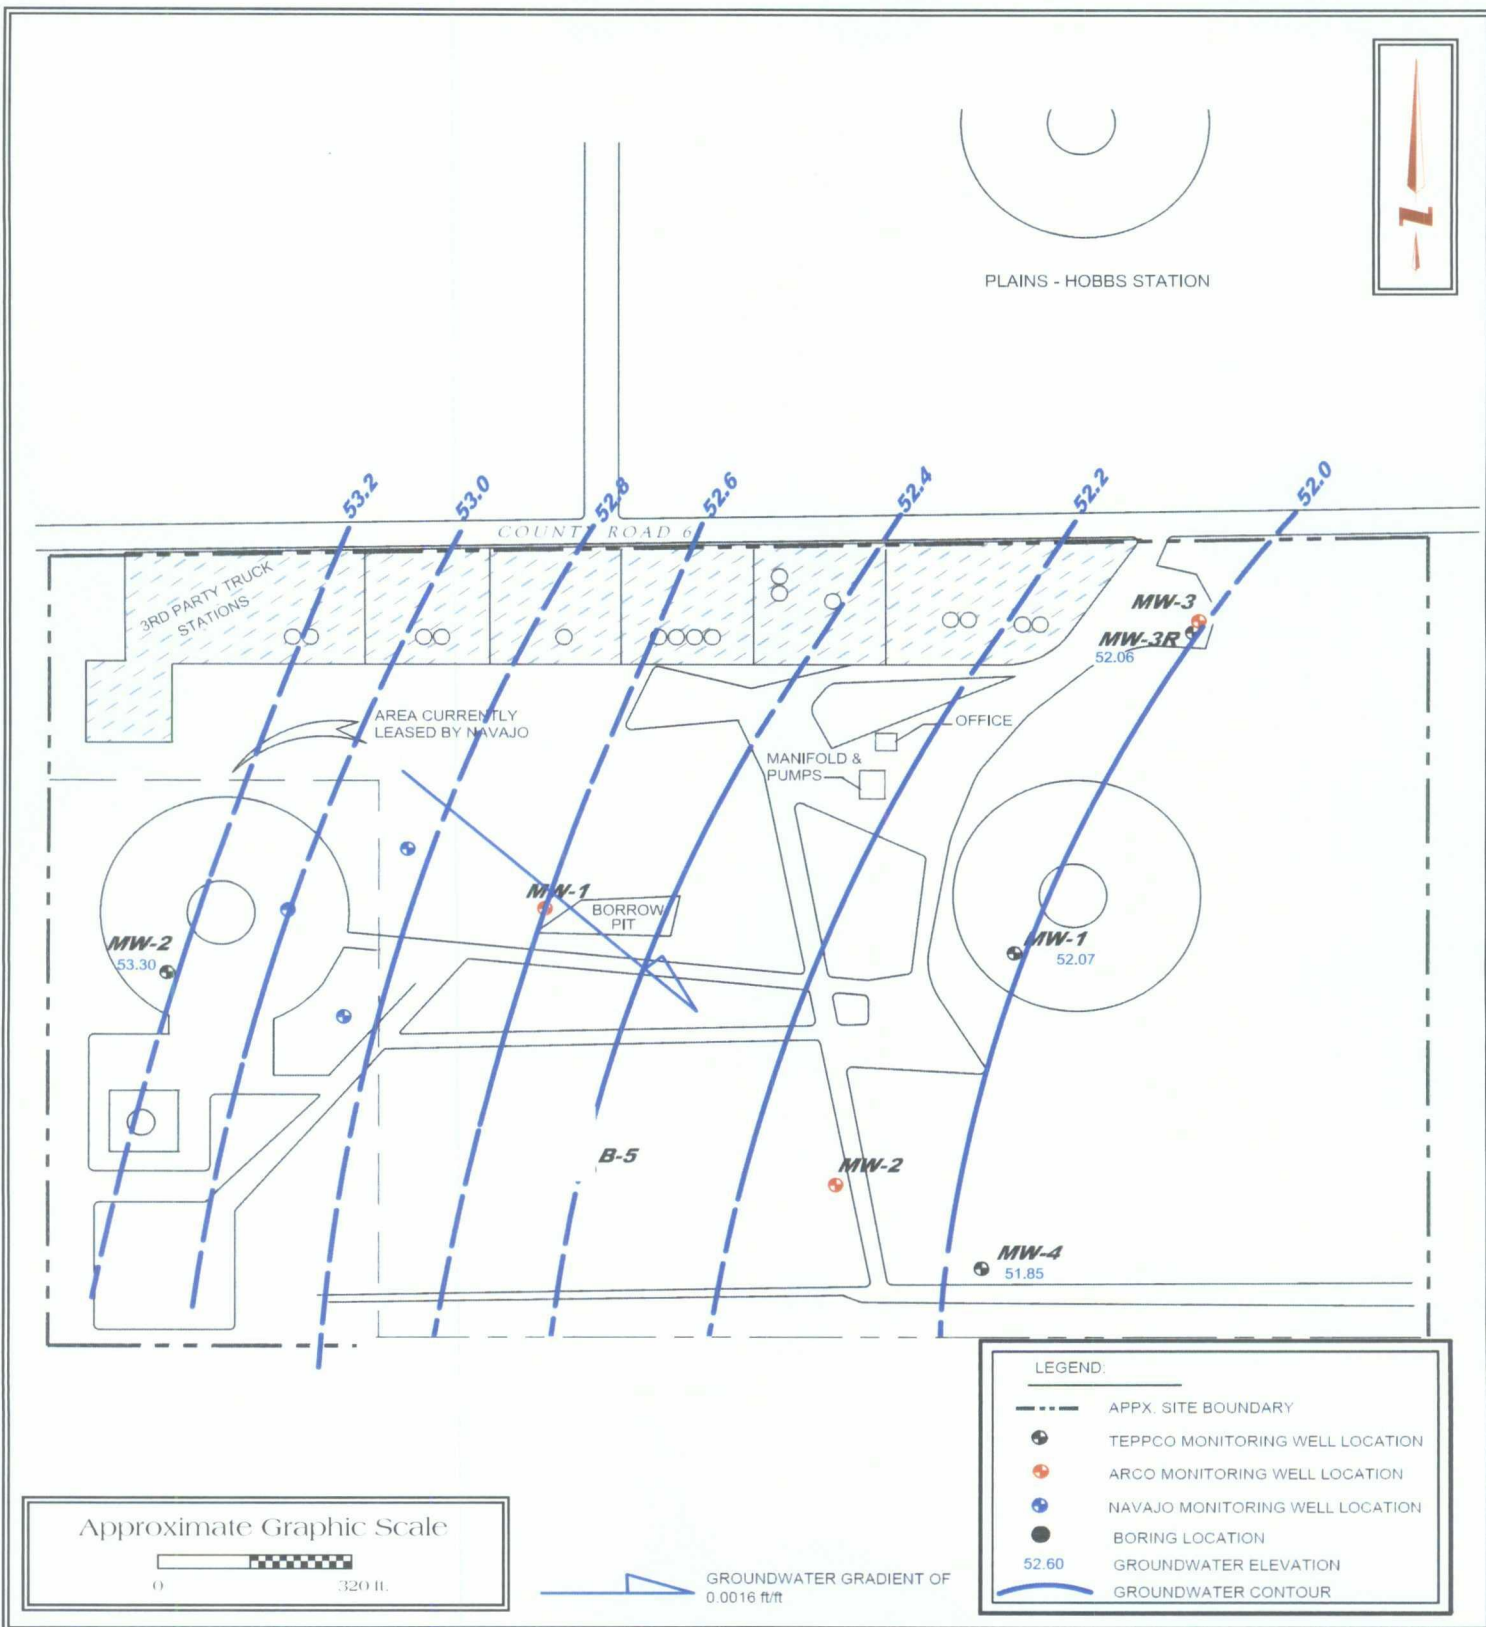 PLAINS - HOBBS STATION
53.2
53.0
52.8
52.6
52.4
52.2
52.0
COUNTY ROAD 6
3RD PARTY TRUCK
STATIONS
MW-3
MW-3R
52.06
AREA CURRENTLY
LEASED BY NAVAJO
OFFICE
MANIFOLD &
PUMPS
MW-1
BORROW
PIT
MW-2
53.30
MW-1
52.07
B-5
MW-2
MW-4
51.85
LEGEND:
APPX. SITE BOUNDARY
TEPPCO MONITORING WELL LOCATION
ARCO MONITORING WELL LOCATION
NAVAJO MONITORING WELL LOCATION
BORING LOCATION
52.60 GROUNDWATER ELEVATION
GROUNDWATER CONTOUR
Approximate Graphic Scale
0 320 ft.
GROUNDWATER GRADIENT OF
0.0016 ft/ft